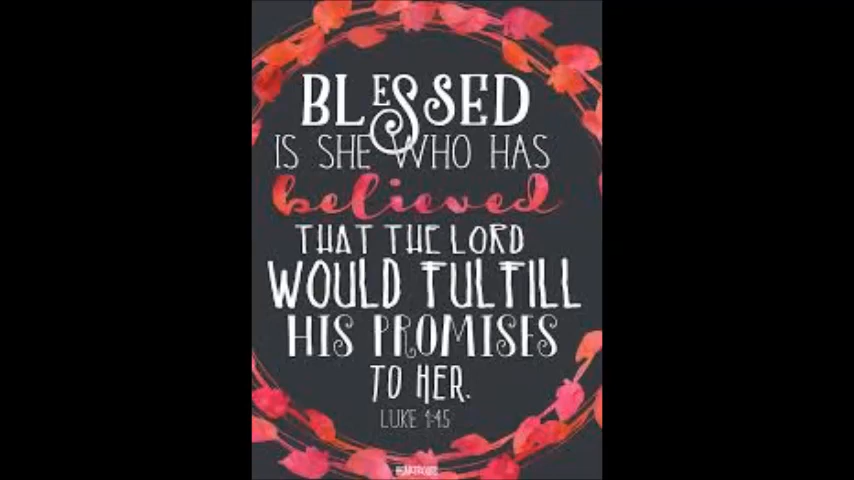 BLESSED
IS SHE WHO HAS
believed
THAT THE LORD
WOULD FULFILL
HIS PROMISES
TO HER.
LUKE 1:45